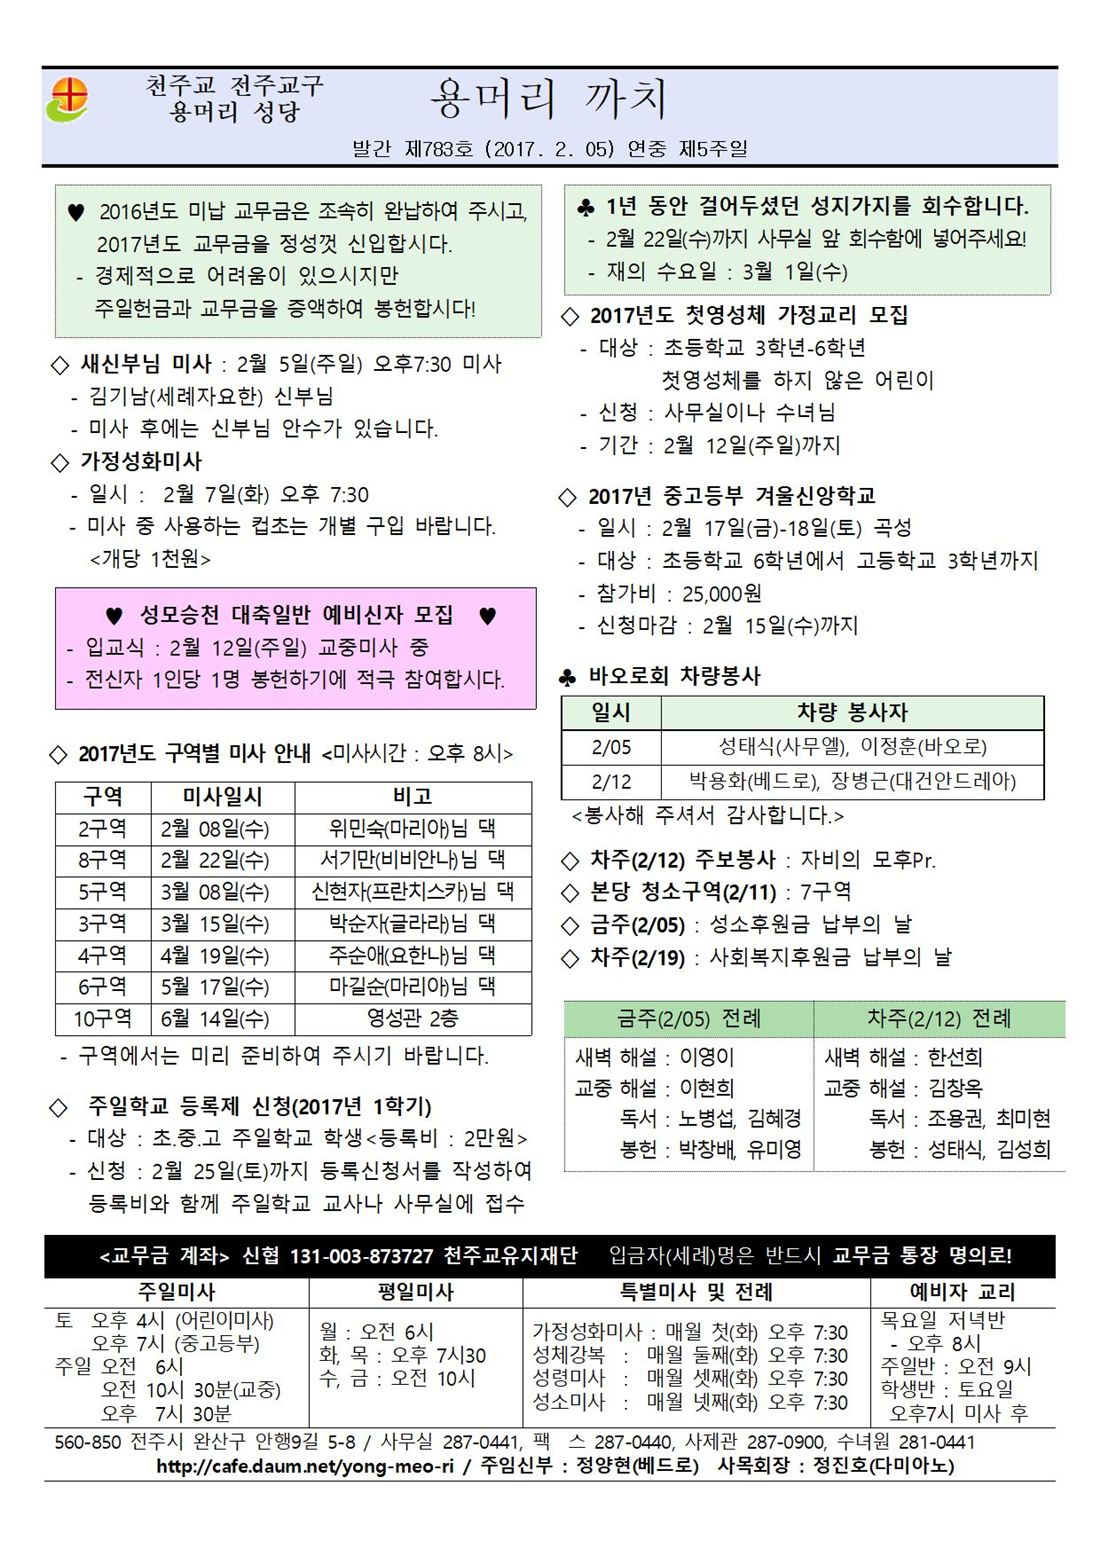 천주교 전주교구
용머리 성당
용머리 까치
발간 제783호 (2017. 2. 05) 연중 제5주일
♥ 2016년도 미납 교무금은 조속히 완납하여 주시고,
2017년도 교무금을 정성껏 신입합시다.
- 경제적으로 어려움이 있으시지만
주일헌금과 교무금을 증액하여 봉헌합시다!
◇ 새신부님 미사 : 2월 5일(주일) 오후7:30 미사
- 김기남(세례자요한) 신부님
- 미사 후에는 신부님 안수가 있습니다.
◇ 가정성화미사
- 일시 : 2월 7일(화) 오후 7:30
- 미사 중 사용하는 컵초는 개별 구입 바랍니다.
<개당 1천원>
♥ 성모승천 대축일반 예비신자 모집 ♥
- 입교식 : 2월 12일(주일) 교중미사 중
- 전신자 1인당 1명 봉헌하기에 적극 참여합시다.
◇ 2017년도 구역별 미사 안내 <미사시간 : 오후 8시>
구역 미사일시 비고
2구역 2월 08일(수) 위민숙(마리아)님 댁
8구역 2월 22일(수) 서기만(비비안나)님 댁
5구역 3월 08일(수) 신현자(프란치스카)님 댁
3구역 3월 15일(수) 박순자(글라라)님 댁
4구역 4월 19일(수) 주순애(요한나)님 댁
6구역 5월 17일(수) 마길순(마리아)님 댁
10구역 6월 14일(수) 영성관 2층
- 구역에서는 미리 준비하여 주시기 바랍니다.
◇ 주일학교 등록제 신청(2017년 1학기)
- 대상 : 초.중.고 주일학교 학생<등록비 : 2만원>
- 신청 : 2월 25일(토)까지 등록신청서를 작성하여
등록비와 함께 주일학교 교사나 사무실에 접수
♣ 1년 동안 걸어두셨던 성지가지를 회수합니다.
- 2월 22일(수)까지 사무실 앞 회수함에 넣어주세요!
- 재의 수요일 : 3월 1일(수)
◇ 2017년도 첫영성체 가정교리 모집
- 대상 : 초등학교 3학년-6학년
첫영성체를 하지 않은 어린이
- 신청 : 사무실이나 수녀님
- 기간 : 2월 12일(주일)까지
◇ 2017년 중고등부 겨울신앙학교
- 일시 : 2월 17일(금)-18일(토) 곡성
- 대상 : 초등학교 6학년에서 고등학교 3학년까지
- 참가비 : 25,000원
- 신청마감 : 2월 15일(수)까지
♣ 바오로회 차량봉사
일시 차량 봉사자
2/05 성태식(사무엘), 이정훈(바오로)
2/12 박용화(베드로), 장병근(대건안드레아)
<봉사해 주셔서 감사합니다.>
◇ 차주(2/12) 주보봉사 : 자비의 모후Pr.
◇ 본당 청소구역(2/11) : 7구역
◇ 금주(2/05) : 성소후원금 납부의 날
◇ 차주(2/19) : 사회복지후원금 납부의 날
금주(2/05) 전례 차주(2/12) 전례
새벽 해설 : 이영이 새벽 해설 : 한선희
교중 해설 : 이현희 교중 해설 : 김창옥
독서 : 노병섭, 김혜경 독서 : 조용권, 최미현
봉헌 : 박창배, 유미영 봉헌 : 성태식, 김성희
<교무금 계좌> 신협 131-003-873727 천주교유지재단 입금자(세례)명은 반드시 교무금 통장 명의로!
주일미사 평일미사 특별미사 및 전례 예비자 교리
토 오후 4시 (어린이미사)
오후 7시 (중고등부)
주일 오전 6시
오전 10시 30분(교중)
오후 7시 30분
월 : 오전 6시
화, 목 : 오후 7시30
수, 금 : 오전 10시
가정성화미사 : 매월 첫(화) 오후 7:30
성체강복 : 매월 둘째(화) 오후 7:30
성령미사 : 매월 셋째(화) 오후 7:30
성소미사 : 매월 넷째(화) 오후 7:30
목요일 저녁반
- 오후 8시
주일반 : 오전 9시
학생반 : 토요일
오후7시 미사 후
560-850 전주시 완산구 안행9길 5-8 / 사무실 287-0441, 팩 스 287-0440, 사제관 287-0900, 수녀원 281-0441
http://cafe.daum.net/yong-meo-ri / 주임신부 : 정양현(베드로) 사목회장 : 정진호(다미아노)